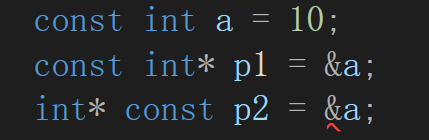 const int a = 10;
const int* p1 = &a;
int* const p2 = &a;